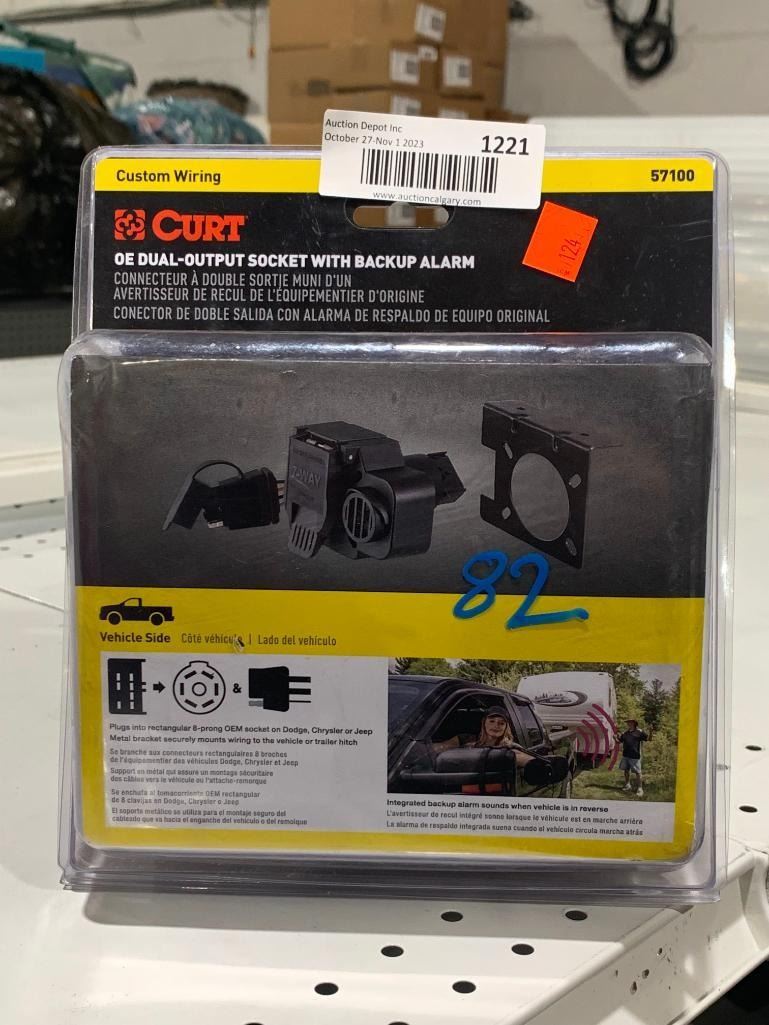 Auction Depot Inc
October 27-Nov 1 2023
1221
www.auctioncalgary.com
Custom Wiring
57100
CURT
124
OE DUAL-OUTPUT SOCKET WITH BACKUP ALARM
CONNECTEUR À DOUBLE SORTIE MUNI D'UN
AVERTISSEUR DE RECUL DE L'ÉQUIPEMENTIER D'ORIGINE
CONECTOR DE DOBLE SALIDA CON ALARMA DE RESPALDO DE EQUIPO ORIGINAL
7-WAY
82
Vehicle Side Côté véhicule | Lado del vehículo
&
Plugs into rectangular 8-prong OEM socket on Dodge, Chrysler or Jeep
Metal bracket securely mounts wiring to the vehicle or trailer hitch
Se branche aux connecteurs rectangulaires 8 broches
de l'équipementier des véhicules Dodge, Chrysler et Jeep
Support en métal qui assure un montage sécuritaire
des câbles vers le véhicule ou l'attache-remorque
Se enchufa al tomacorriente OEM rectangular
de 8 clavijas en Dodge, Chrysler o Jeep
El soporte metálico se utiliza para el montaje seguro del
cableado que va hacia el enganche del vehículo o del remolque
Integrated backup alarm sounds when vehicle is in reverse
L'avertisseur de recul intégré sonne lorsque le véhicule est en marche arrière
La alarma de respaldo integrada suena cuando el vehículo circula marcha atrás